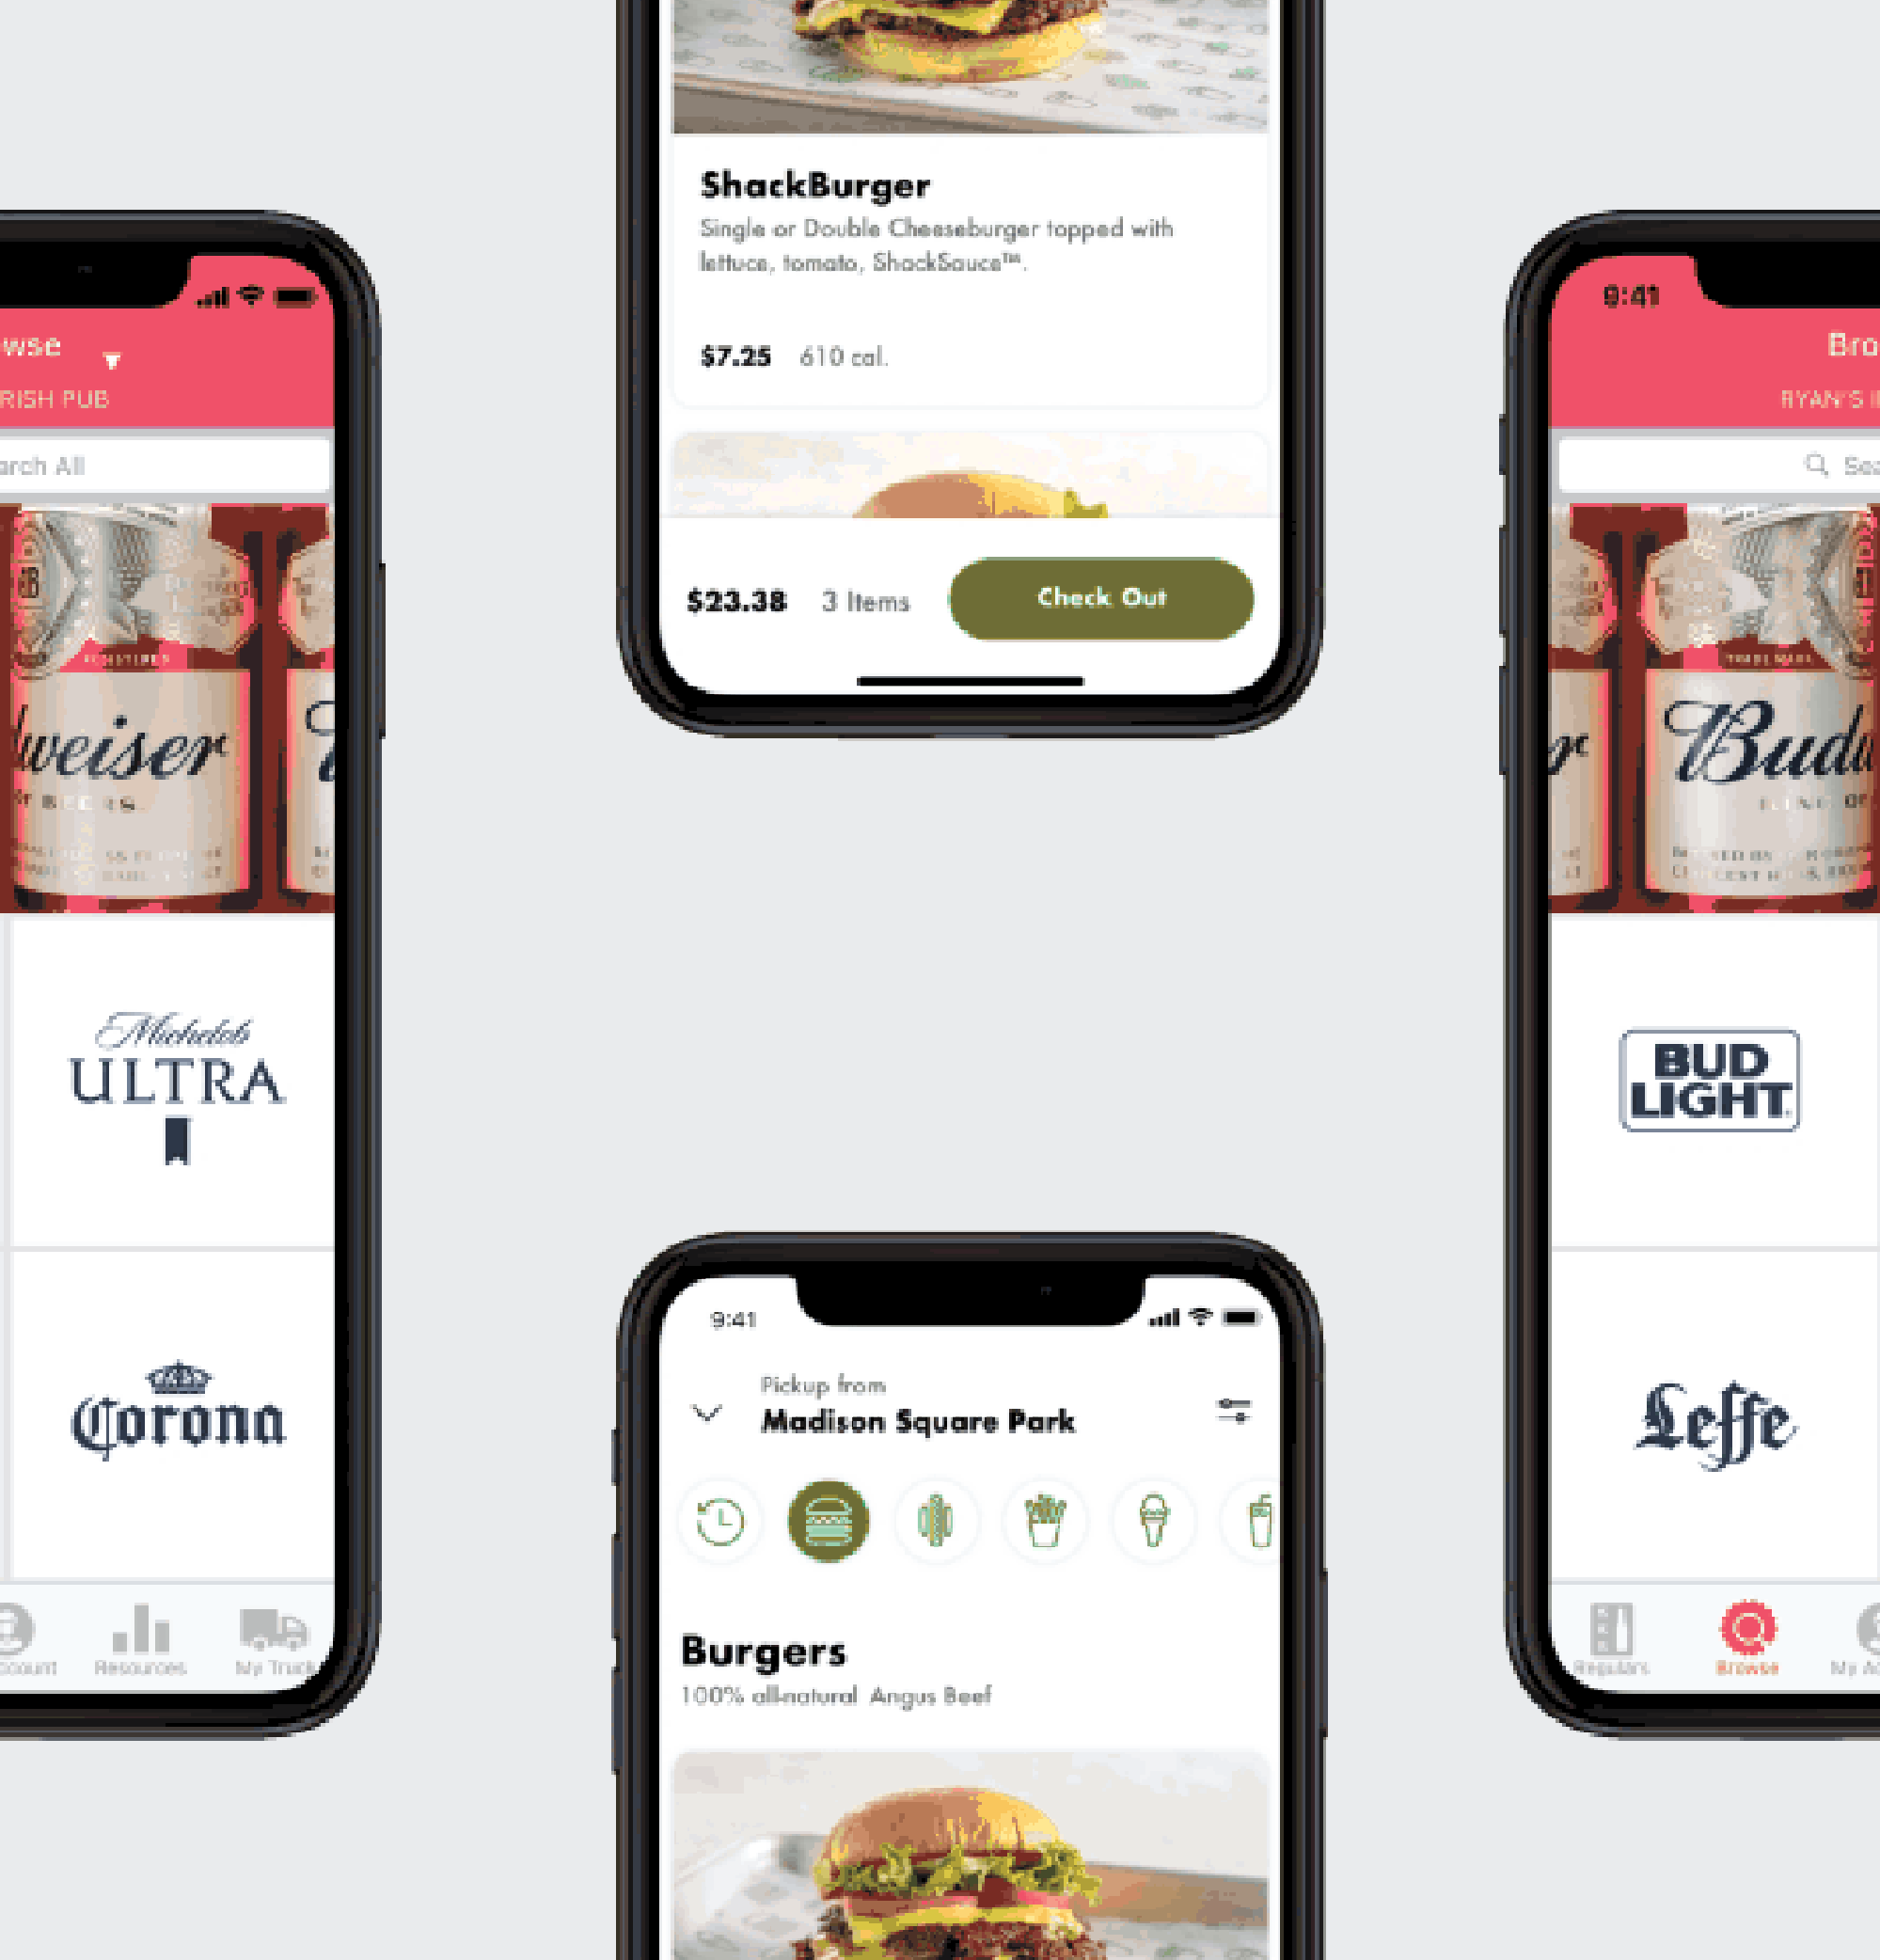 ShackBurger
Single or Double Cheeseburger topped with
lettuce, tomato, ShackSauce™.
$7.25 610 cal.
$23.38 3 Items
Check Out
wse
RISH PUB
arch All
weiser
BEERS
Michelob
ULTRA
Corona
ccount
Resources
My Truck
9:41
Pickup from
Madison Square Park
Burgers
100% all-natural Angus Beef
9:41
Bro
RYAN'S I
Sea
r
Budw
OF
BUD
LIGHT
Leffe
Regulars
Browse
My Ac